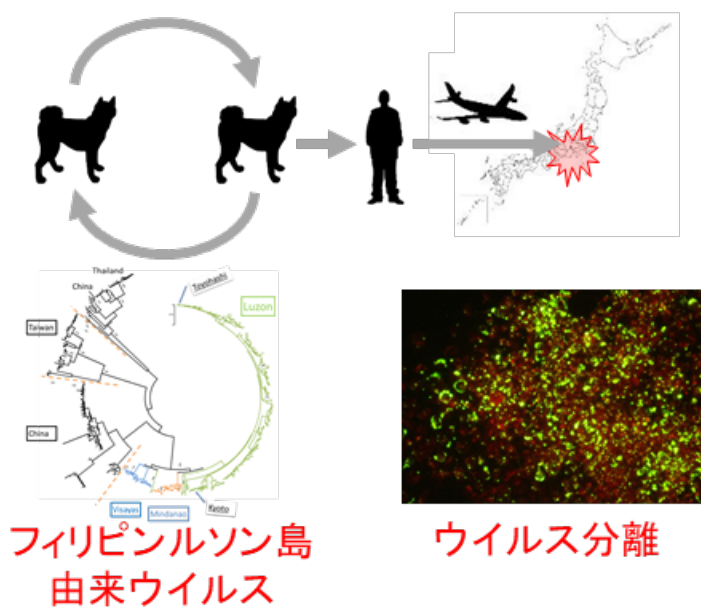 Thailand
China
Toyohashi
Luzon
Taiwan
China
Visayas
Mindanao
Kyoto
フィリピンルソン島
由来ウイルス
ウイルス分離